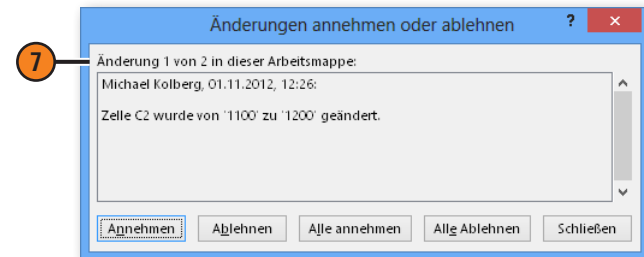 Änderungen annehmen oder ablehnen ? ×
7
Änderung 1 von 2 in dieser Arbeitsmappe:
Michael Kolberg, 01.11.2012, 12:26:
Zelle C2 wurde von '1100' zu '1200' geändert.
Annehmen Ablehnen Alle annehmen Alle Ablehnen Schließen